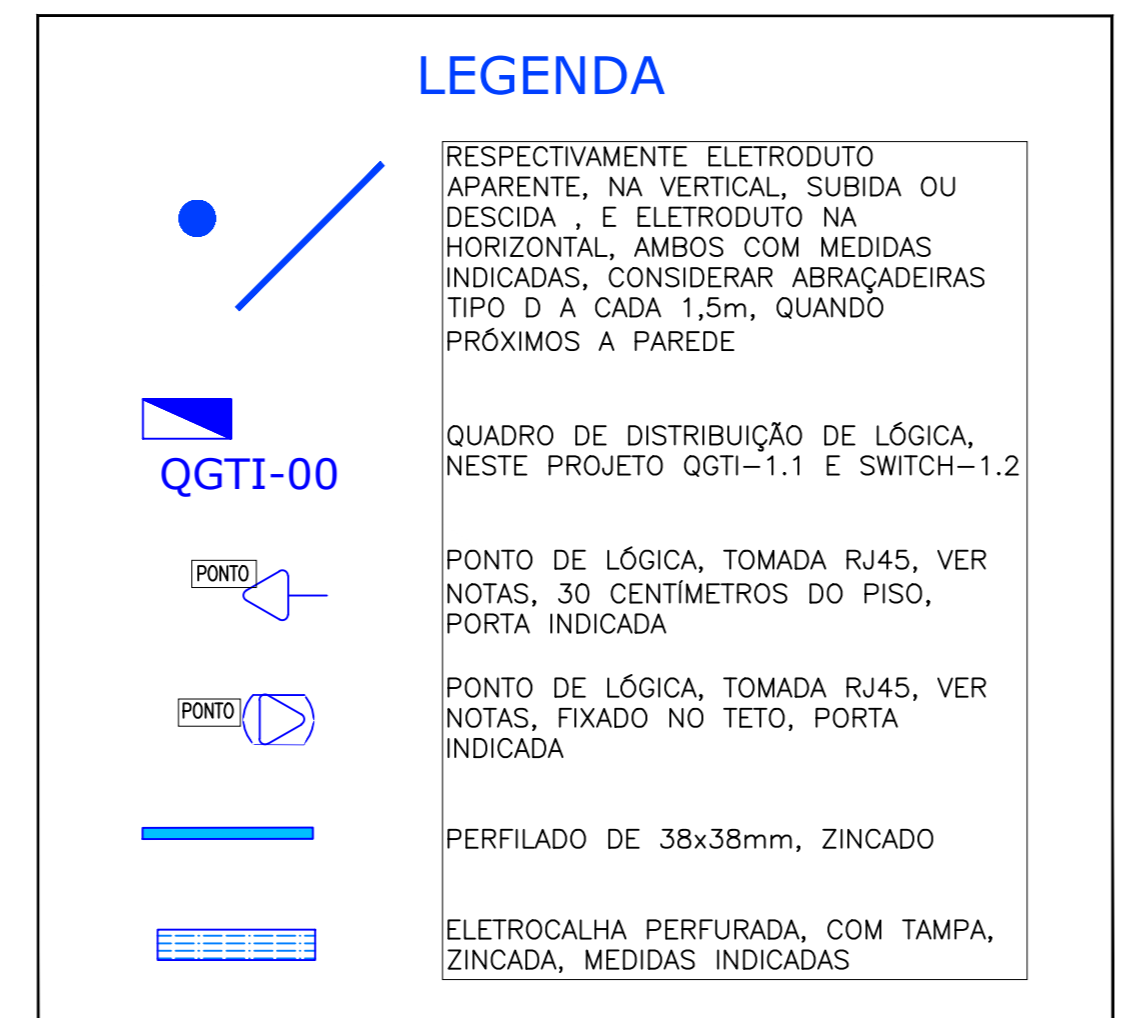 LEGENDA
RESPECTIVAMENTE ELETRODUTO
APARENTE, NA VERTICAL, SUBIDA OU
DESCIDA , E ELETRODUTO NA
HORIZONTAL, AMBOS COM MEDIDAS
INDICADAS, CONSIDERAR ABRAÇADEIRAS
TIPO D A CADA 1,5m, QUANDO
PRÓXIMOS A PAREDE
QGTI-00
QUADRO DE DISTRIBUIÇÃO DE LÓGICA,
NESTE PROJETO QGTI-1.1 E SWITCH-1.2
PONTO
PONTO DE LÓGICA, TOMADA RJ45, VER
NOTAS, 30 CENTÍMETROS DO PISO,
PORTA INDICADA
PONTO
PONTO DE LÓGICA, TOMADA RJ45, VER
NOTAS, FIXADO NO TETO, PORTA
INDICADA
PERFILADO DE 38x38mm, ZINCADO
ELETROCALHA PERFURADA, COM TAMPA,
ZINCADA, MEDIDAS INDICADAS